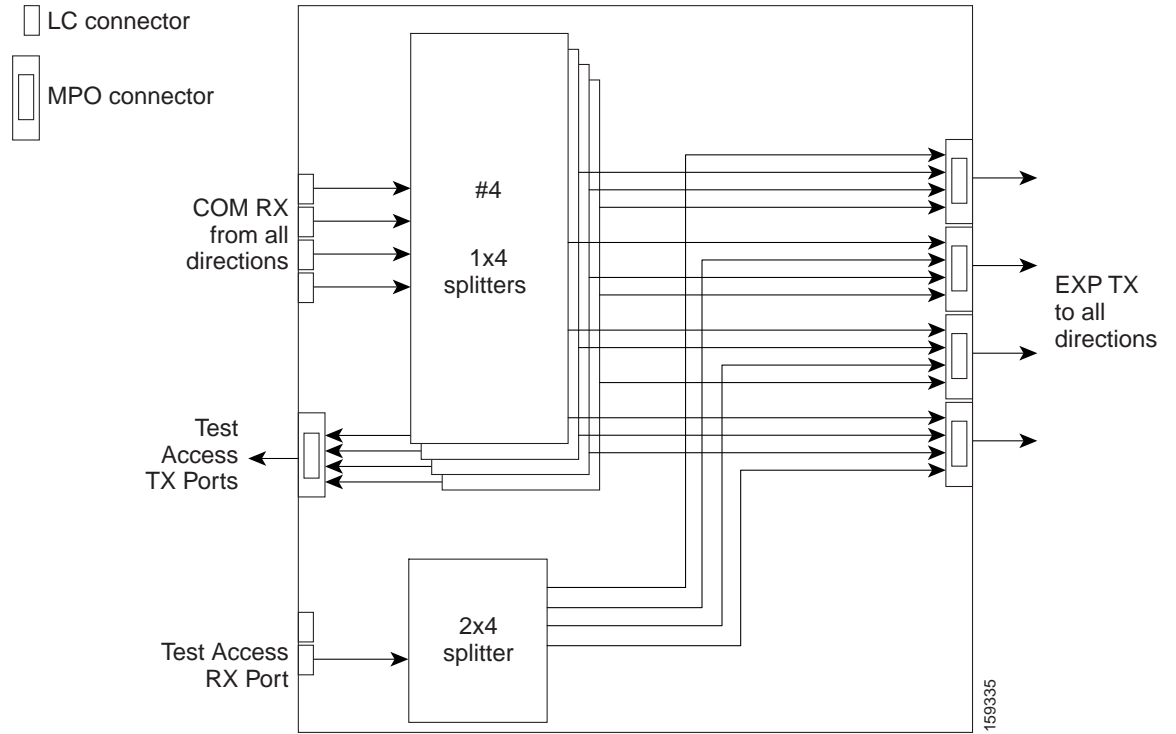 LC connector
MPO connector
COM RX
from all
directions
#4
1x4
splitters
EXP TX
to all
directions
Test
Access
TX Ports
2x4
splitter
Test Access
RX Port
159335